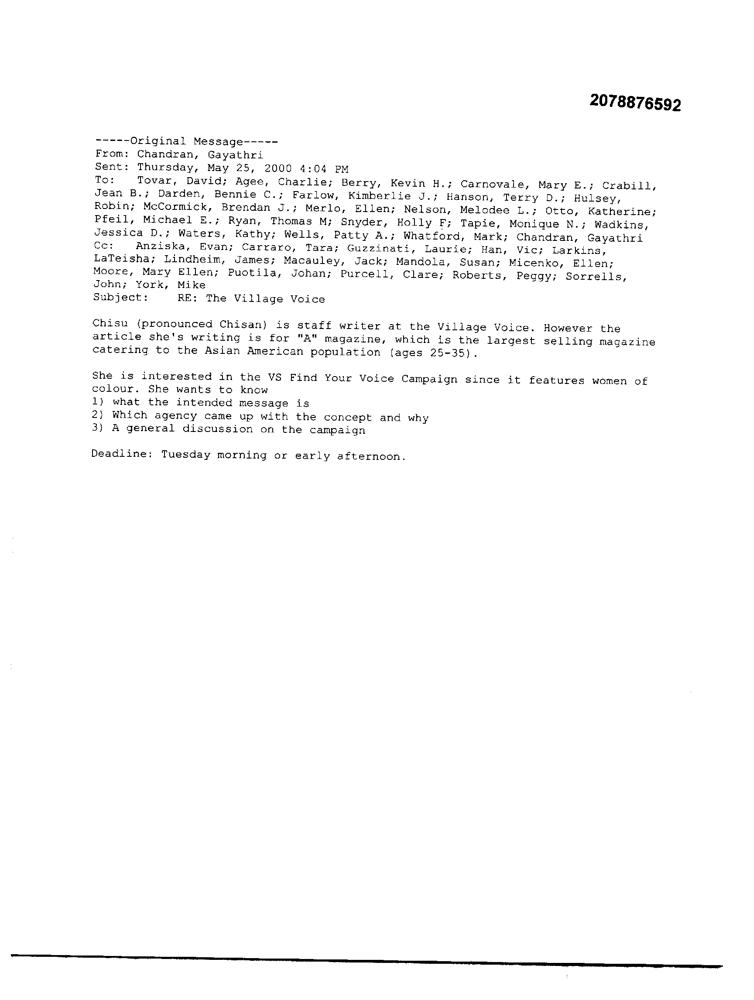 2078876592
-----Original Message-----
From: Chandran, Gayathri
Sent: Thursday, May 25, 2000 4:04 PM
To: Tovar, David; Agee, Charlie; Berry, Kevin H.; Carnovale, Mary E.; Crabill,
Jean B.; Darden, Bennie C.; Farlow, Kimberlie J.; Hanson, Terry D.; Hulsey,
Robin; McCormick, Brendan J.; Merlo, Ellen; Nelson, Melodee L.; Otto, Katherine;
Pfeil, Michael E.; Ryan, Thomas M; Snyder, Holly F; Tapie, Monique N.; Wadkins,
Jessica D.; Waters, Kathy; Wells, Patty A.; Whatford, Mark; Chandran, Gayathri
Cc: Anziska, Evan; Carraro, Tara; Guzzinati, Laurie; Han, Vic; Larkins,
LaTeisha; Lindheim, James; Macauley, Jack; Mandola, Susan; Micenko, Ellen;
Moore, Mary Ellen; Puotila, Johan; Purcell, Clare; Roberts, Peggy; Sorrells,
John; York, Mike
Subject: RE: The Village Voice
Chisu (pronounced Chisan) is staff writer at the Village Voice. However the
article she's writing is for "A" magazine, which is the largest selling magazine
catering to the Asian American population (ages 25-35).
She is interested in the VS Find Your Voice Campaign since it features women of
colour. She wants to know
1) what the intended message is
2) Which agency came up with the concept and why
3) A general discussion on the campaign
Deadline: Tuesday morning or early afternoon.